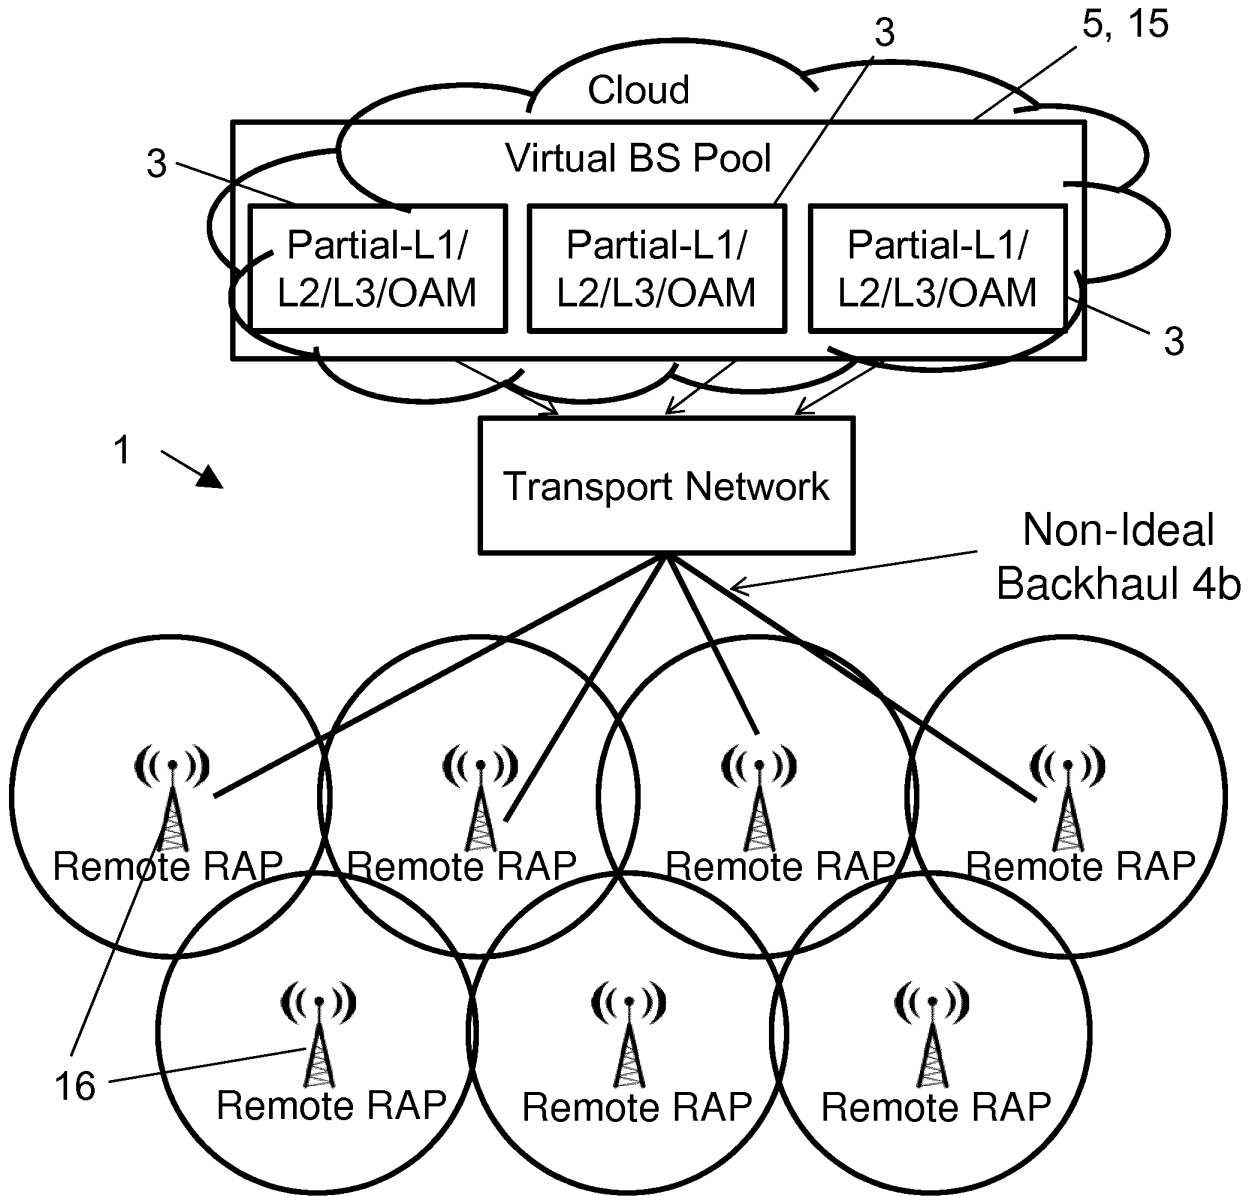 5, 15
3
Cloud
Virtual BS Pool
3
Partial-L1/
L2/L3/OAM
Partial-L1/
L2/L3/OAM
Partial-L1/
L2/L3/OAM
3
1
Transport Network
Non-Ideal
Backhaul 4b
Remote RAP
Remote RAP
Remote RAP
Remote RAP
16
Remote RAP
Remote RAP
Remote RAP